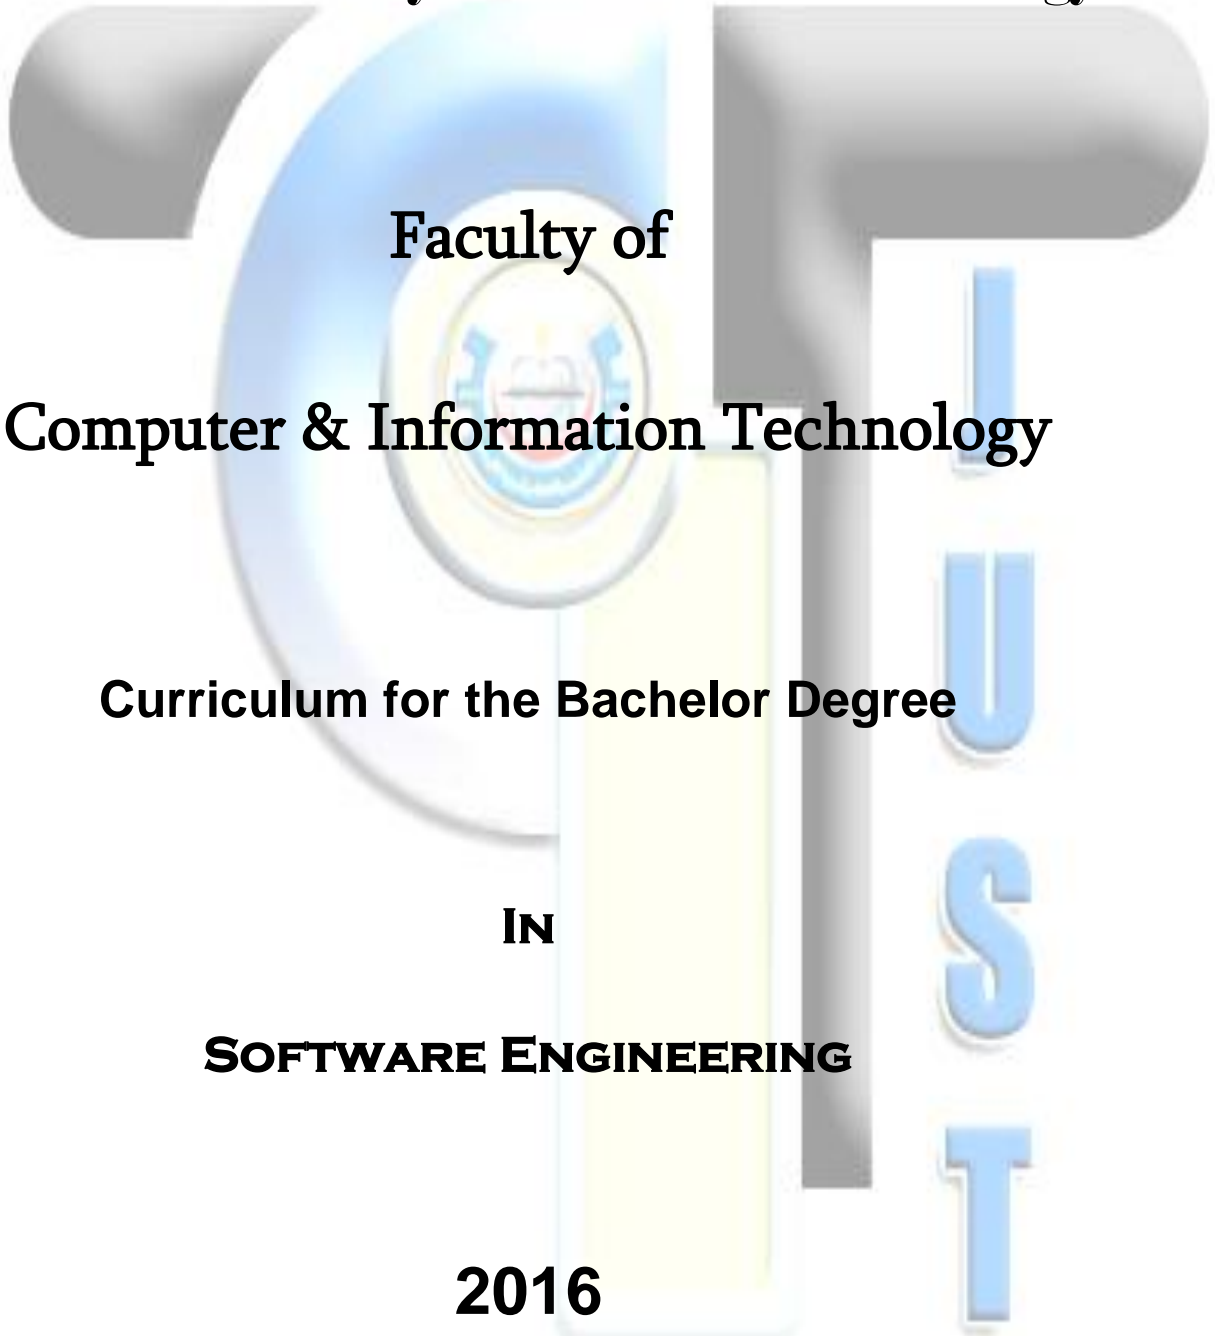 Faculty of
Computer & Information Technology
Curriculum for the Bachelor Degree
IN
SOFTWARE ENGINEERING
2016
I
U
S
T